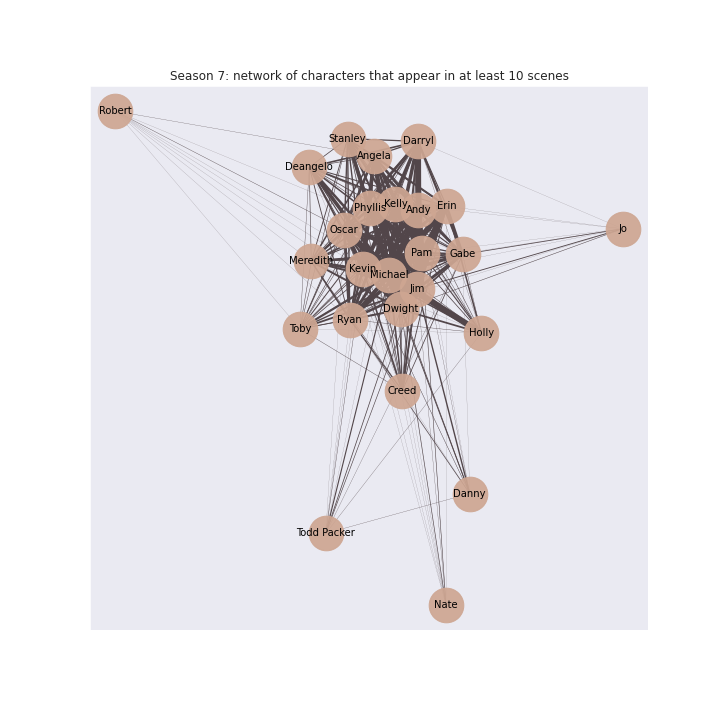 Season 7: network of characters that appear in at least 10 scenes
Robert
Stanley
Darryl
Angela
Deangelo
Kelly
Phyllis
Andy
Erin
Oscar
Jo
Pam
Gabe
Meredith
Kevin
Michael
Jim
Dwight
Ryan
Toby
Holly
Creed
Danny
Todd Packer
Nate